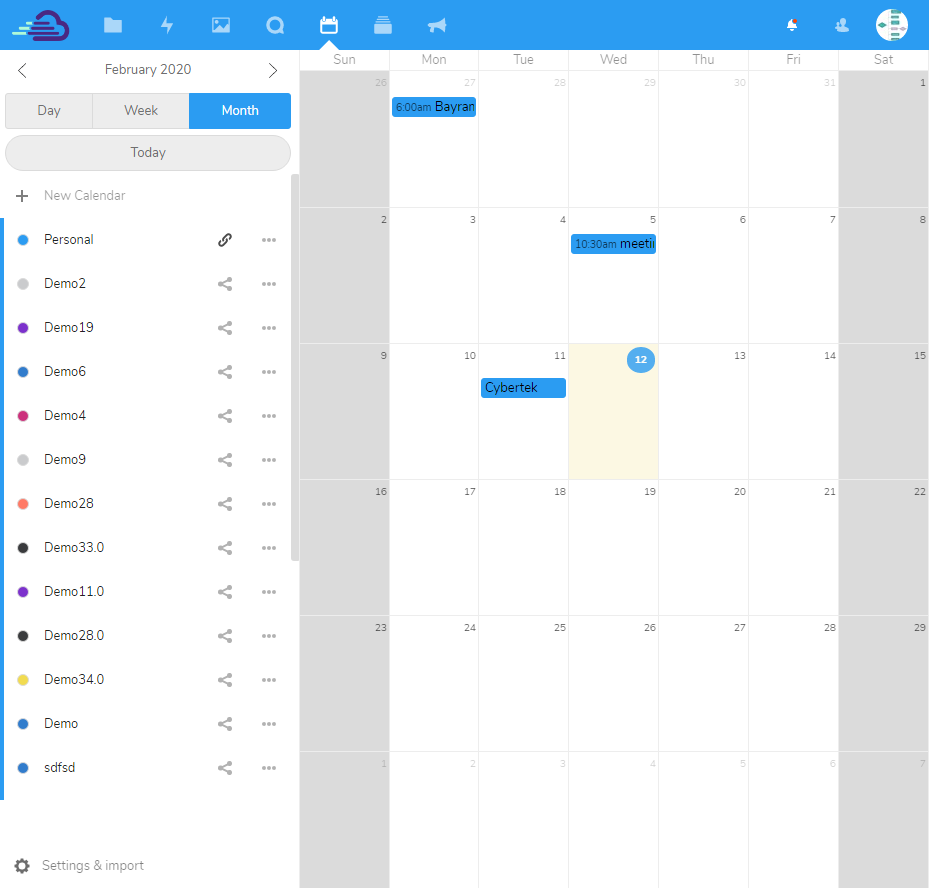 Sun Mon Tue Wed Thu Fri Sat
February 2020
26 27 28 29 30 31 1
Day Week Month
6:00am Bayran
Today
New Calendar
2 3 4 5 6 7 8
Personal
10:30am meetin
Demo2
Demo19
9 10 11 12 13 14 15
Demo6
Cybertek
Demo4
Demo9
16 17 18 19 20 21 22
Demo28
Demo33.0
Demo11.0
23 24 25 26 27 28 29
Demo28.0
Demo34.0
Demo
1 2 3 4 5 6 7
sdfsd
Settings & import